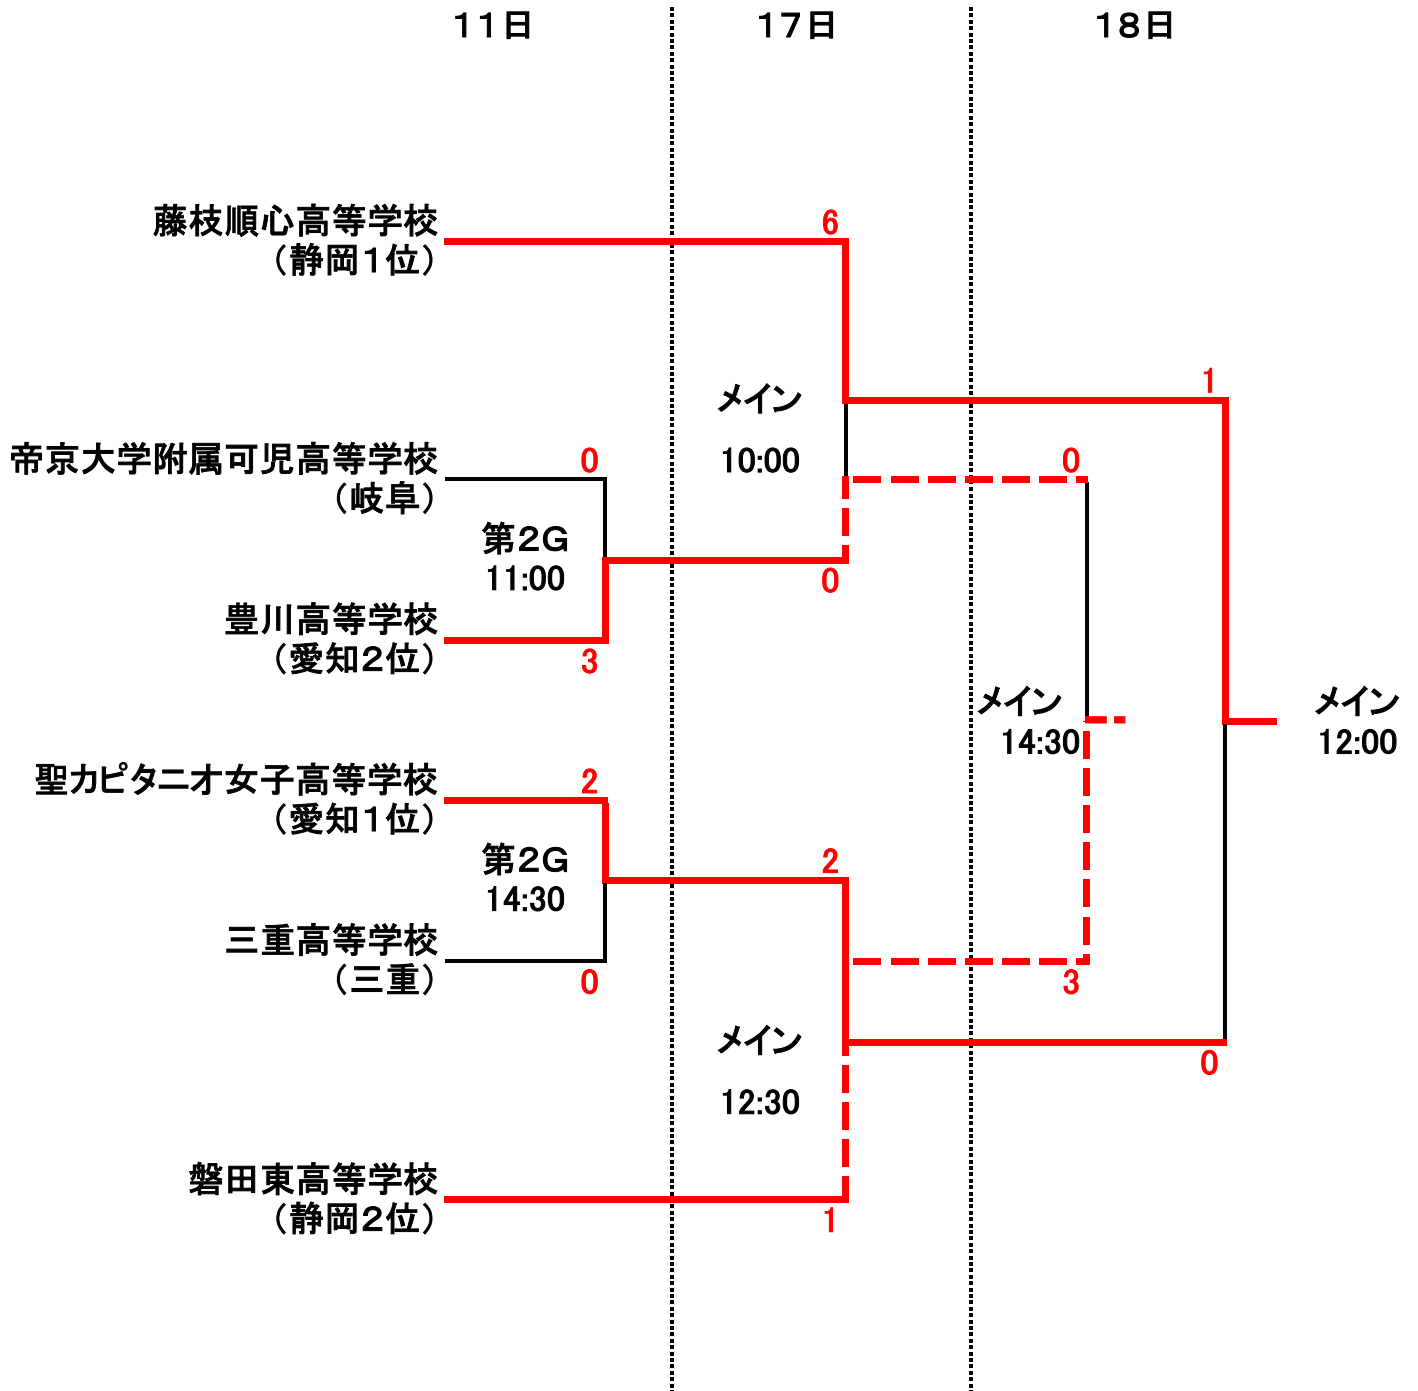 11日
17日
18日
藤枝順心高等学校
（静岡１位）
6
1
メイン
10:00
帝京大学附属可児高等学校
（岐阜）
0
0
第２G
11:00
0
豊川高等学校
（愛知２位）
3
メイン
14:30
メイン
12:00
聖カピタニオ女子高等学校
（愛知１位）
2
第２G
14:30
2
三重高等学校
（三重）
0
3
メイン
12:30
0
磐田東高等学校
（静岡２位）
1